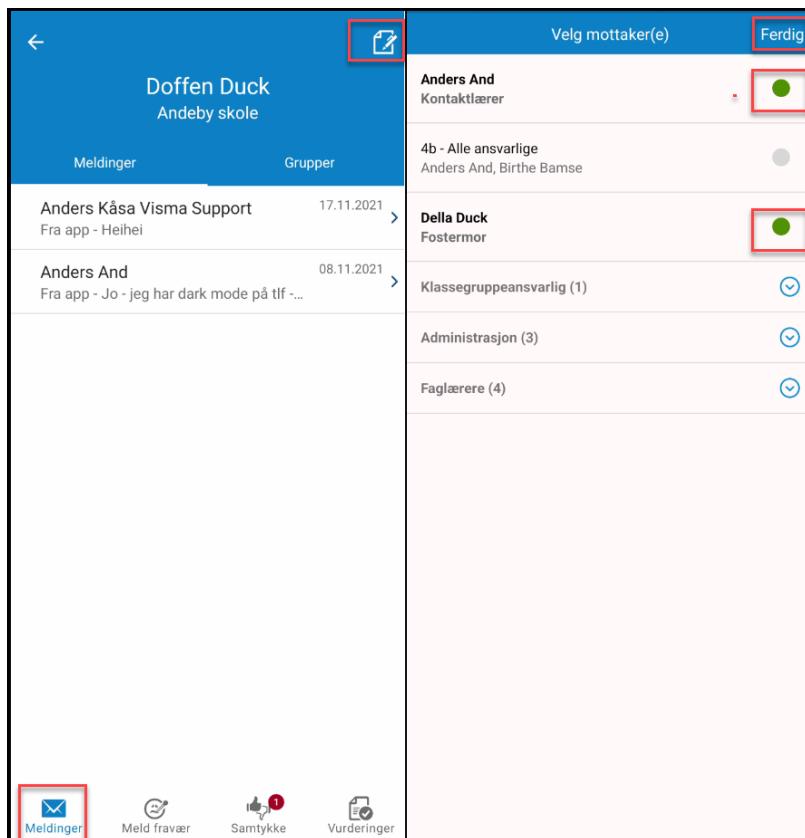 Doffen Duck
Andeby skole
Meldinger
Grupper
Anders Kåsa Visma Support
17.11.2021
Fra app - Heihei
Anders And
08.11.2021
Fra app - Jo - jeg har dark mode på tlf -...
Meldinger
Meld fravær
1
Samtykke
Vurderinger
Velg mottaker(e)
Ferdig
Anders And
Kontaktlærer
4b - Alle ansvarlige
Anders And, Birthe Bamse
Della Duck
Fostermor
Klassegruppeansvarlig (1)
Administrasjon (3)
Faglærere (4)